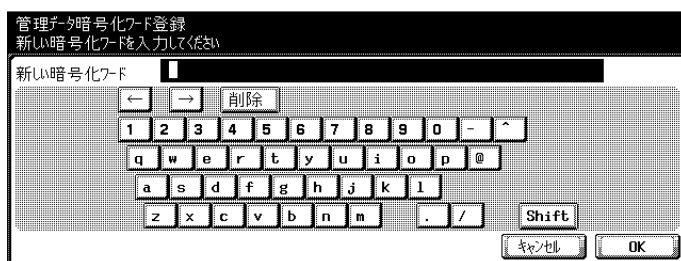 管理データ暗号化ワード登録
新しい暗号化ワードを入力してください
新しい暗号化ワード
← → 削除
1 2 3 4 5 6 7 8 9 0 - ^
q w e r t y u i o p @
a s d f g h j k l
z x c v b n m . / Shift
キャンセル OK